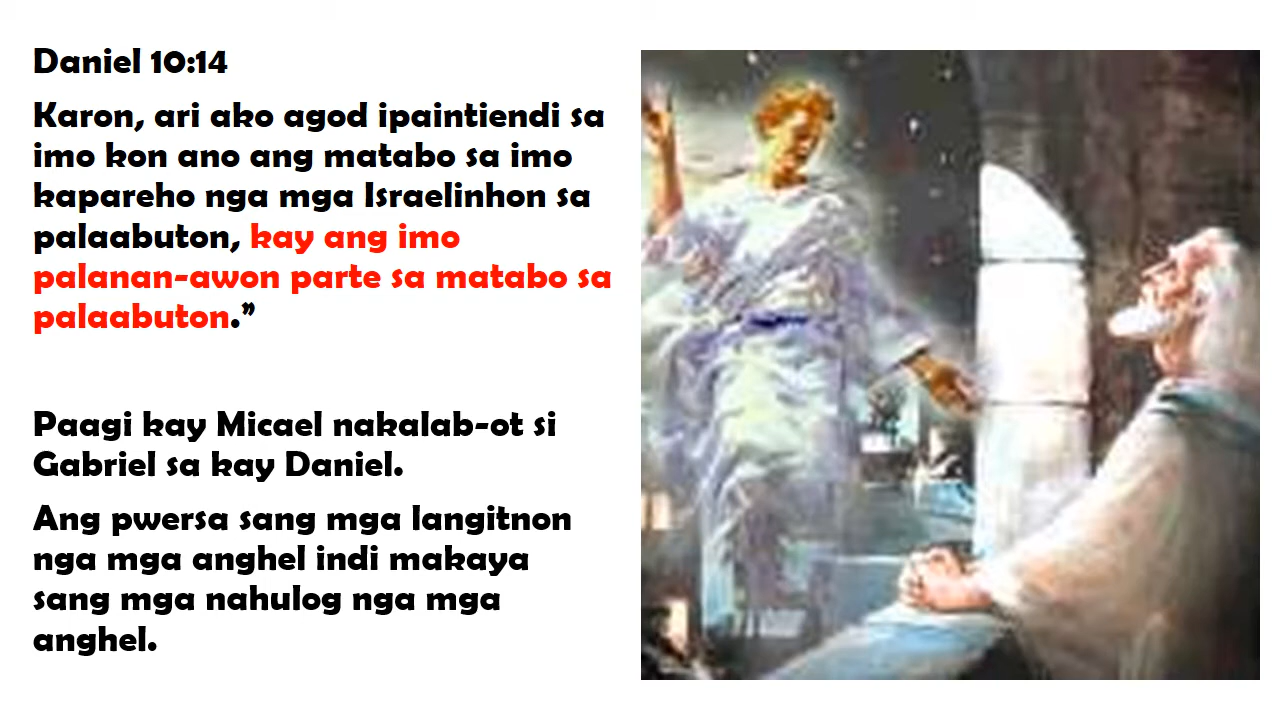 Daniel 10:14
Karon, ari ako agod ipaintiendi sa
imo kon ano ang matabo sa imo
kapareho nga mga Israelinhon sa
palaabuton, kay ang imo
palanan-awon parte sa matabo sa
palaabuton.”
Paagi kay Micael nakalab-ot si
Gabriel sa kay Daniel.
Ang pwersa sang mga langitnon
nga mga anghel indi makaya
sang mga nahulog nga mga
anghel.